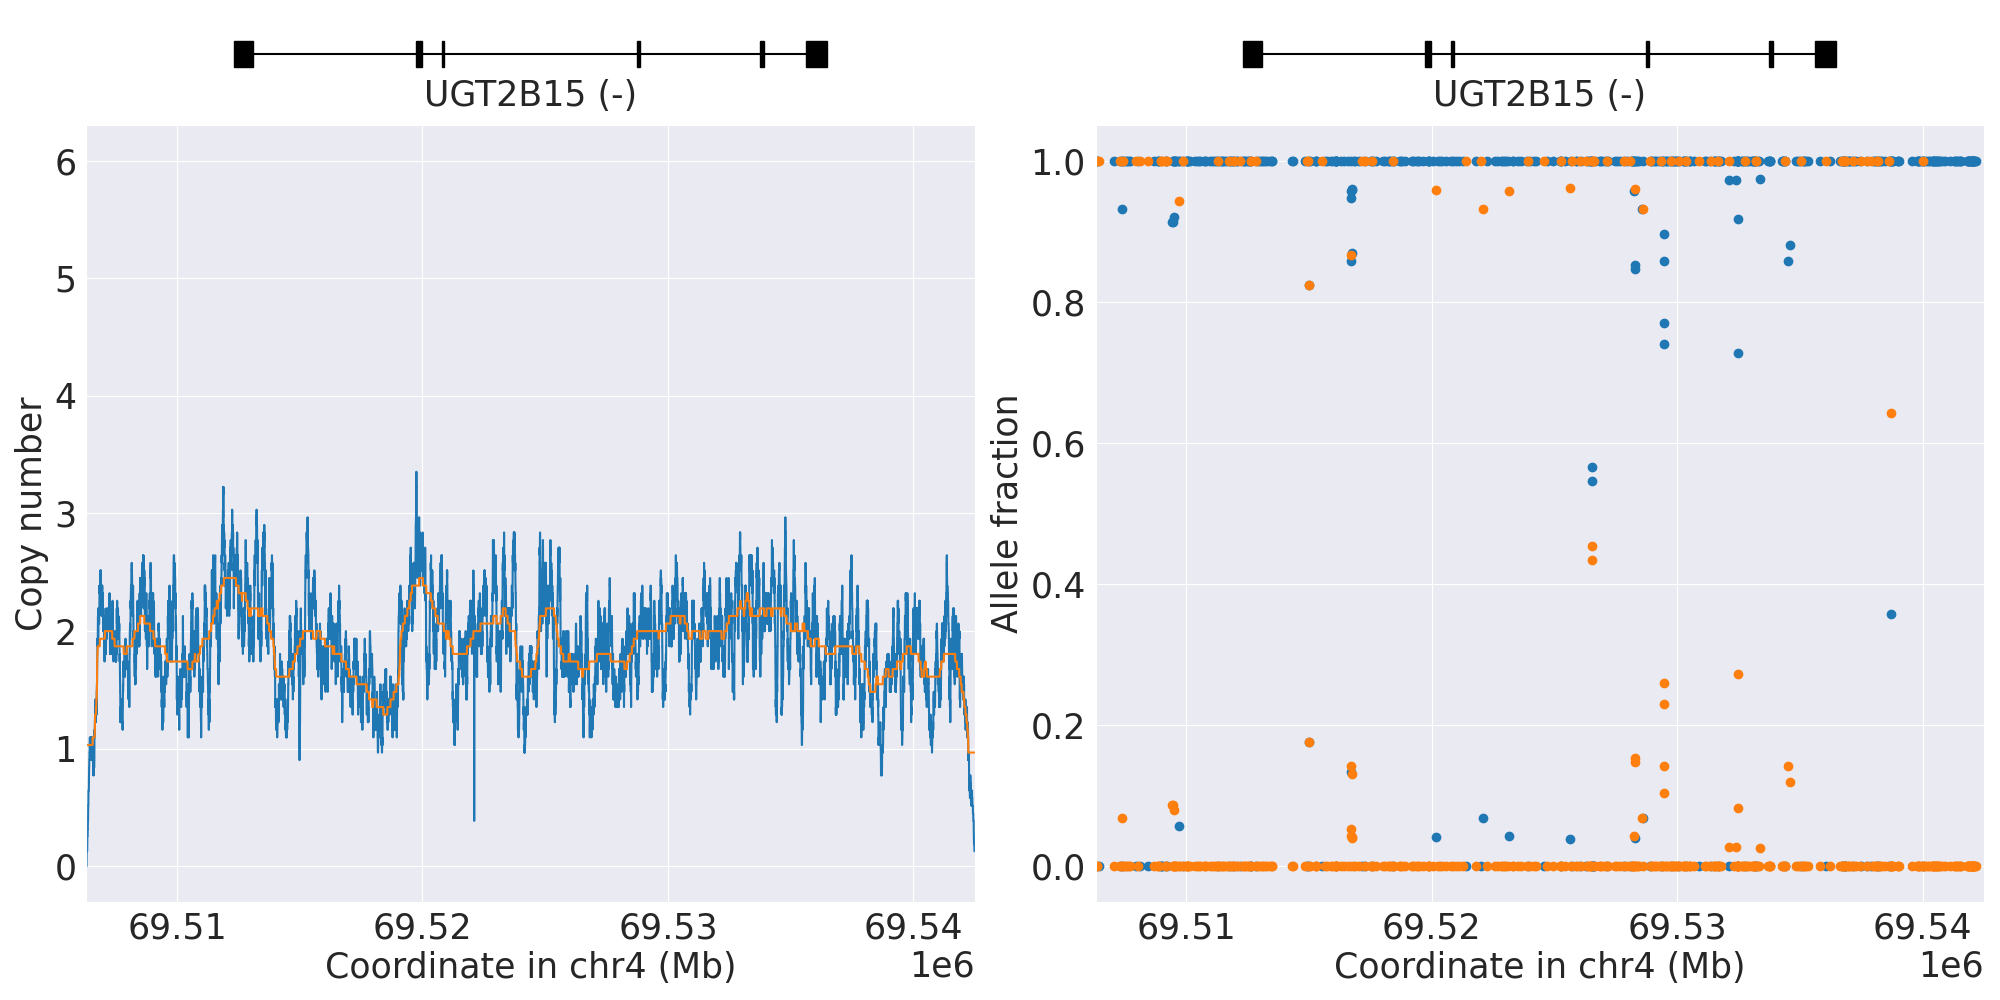 UGT2B15 (-)
6
5
4
3
2
1
0
Copy number
69.51
69.52
69.53
69.54
Coordinate in chr4 (Mb)
1e6
UGT2B15 (-)
1.0
0.8
0.6
0.4
0.2
0.0
Allele fraction
69.51
69.52
69.53
69.54
Coordinate in chr4 (Mb)
1e6